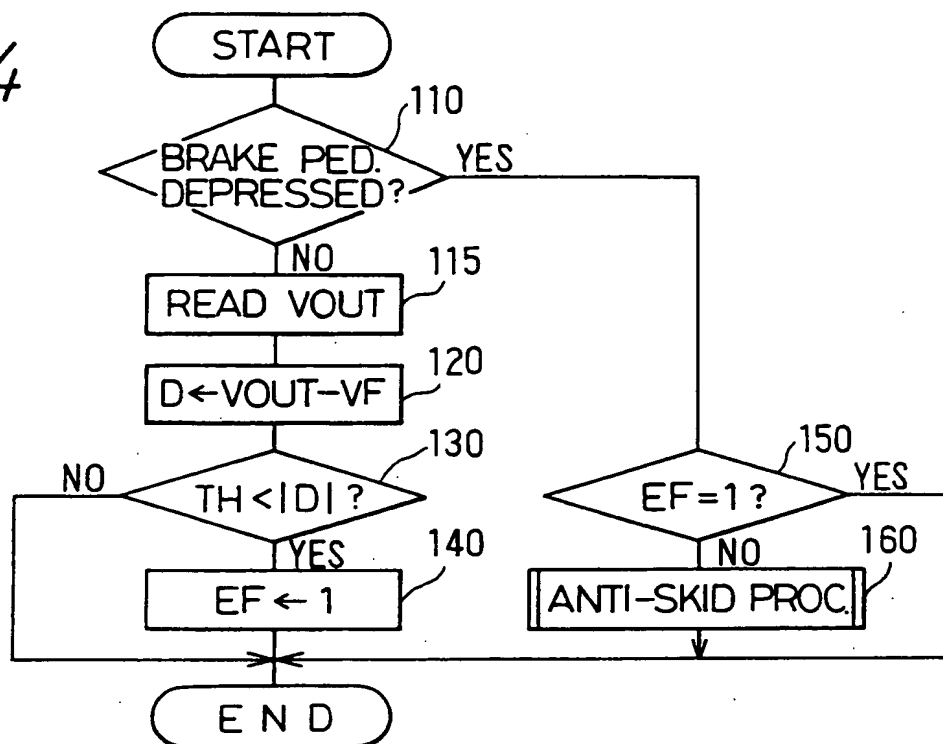 4
START
110
BRAKE PED.
DEPRESSED?
YES
NO
115
READ VOUT
120
D←VOUT-VF
130
NO
TH<|D|?
YES
140
EF←1
150
EF=1?
YES
NO
160
ANTI-SKID PROC.
END